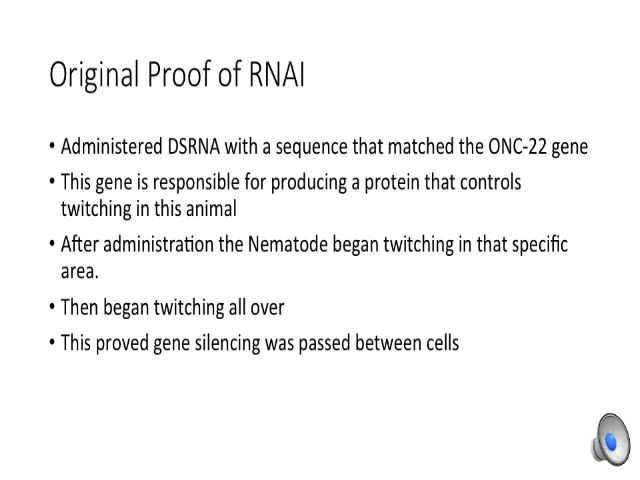 Original Proof of RNAI
• Administered DSRNA with a sequence that matched the ONC-22 gene
• This gene is responsible for producing a protein that controls
twitching in this animal
• After administration the Nematode began twitching in that specific
area.
• Then began twitching all over
• This proved gene silencing was passed between cells